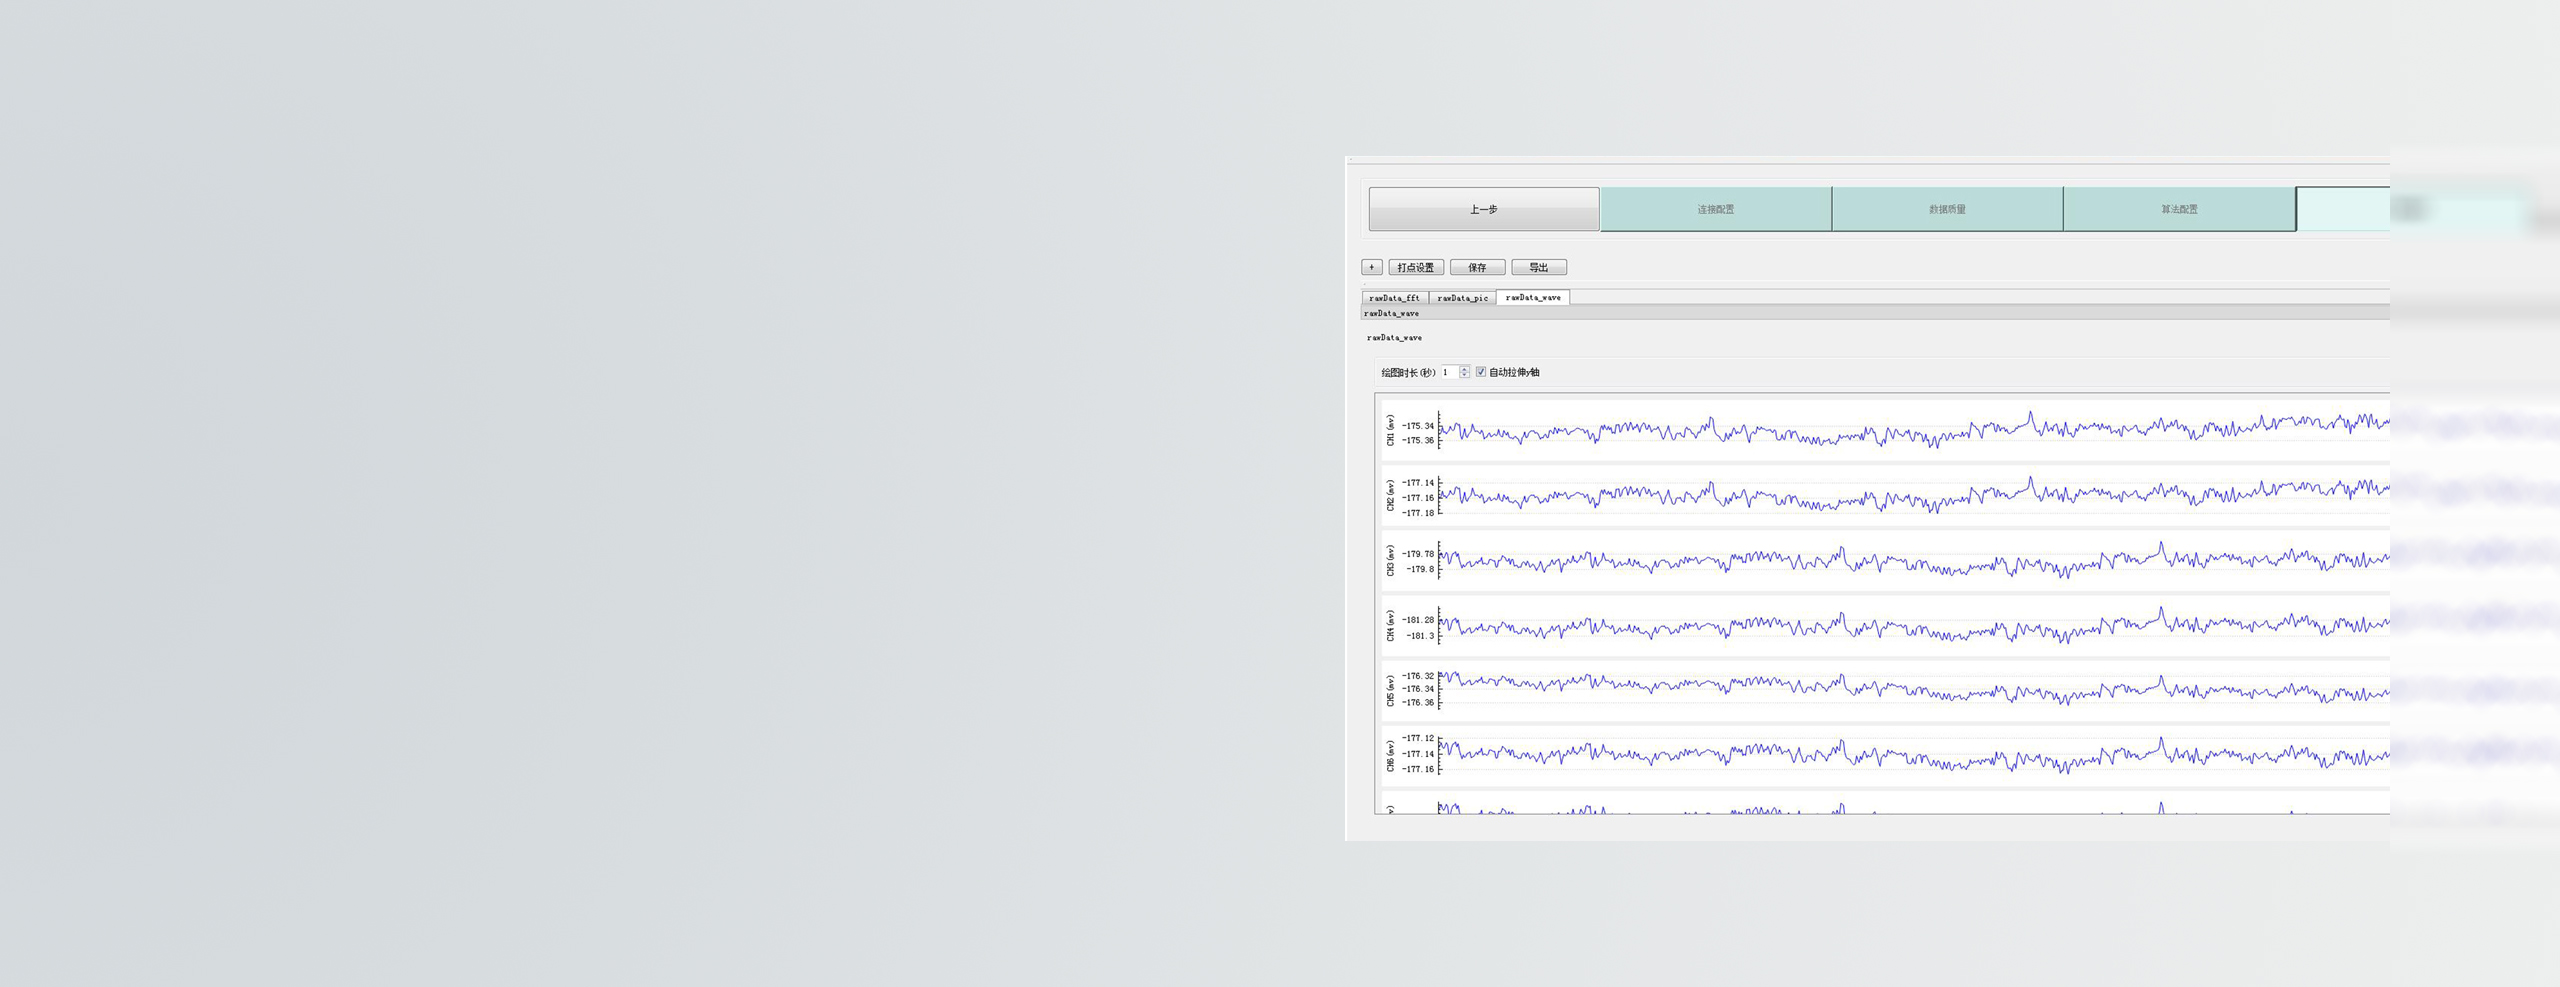 上一步 连接配置 数据质量 算法配置
+ 打点设置 保存 导出
rawData_fft rawData_pic rawData_wave
rawData_wave
rawData_wave
绘图时长(秒) 1 自动拉伸y轴
CH1(mv) -175.34 -175.36
CH2(mv) -177.14 -177.16 -177.18
CH3(mv) -179.78 -179.8
CH4(mv) -181.28 -181.3
CH5(mv) -176.32 -176.34 -176.36
CH6(mv) -177.12 -177.14 -177.16